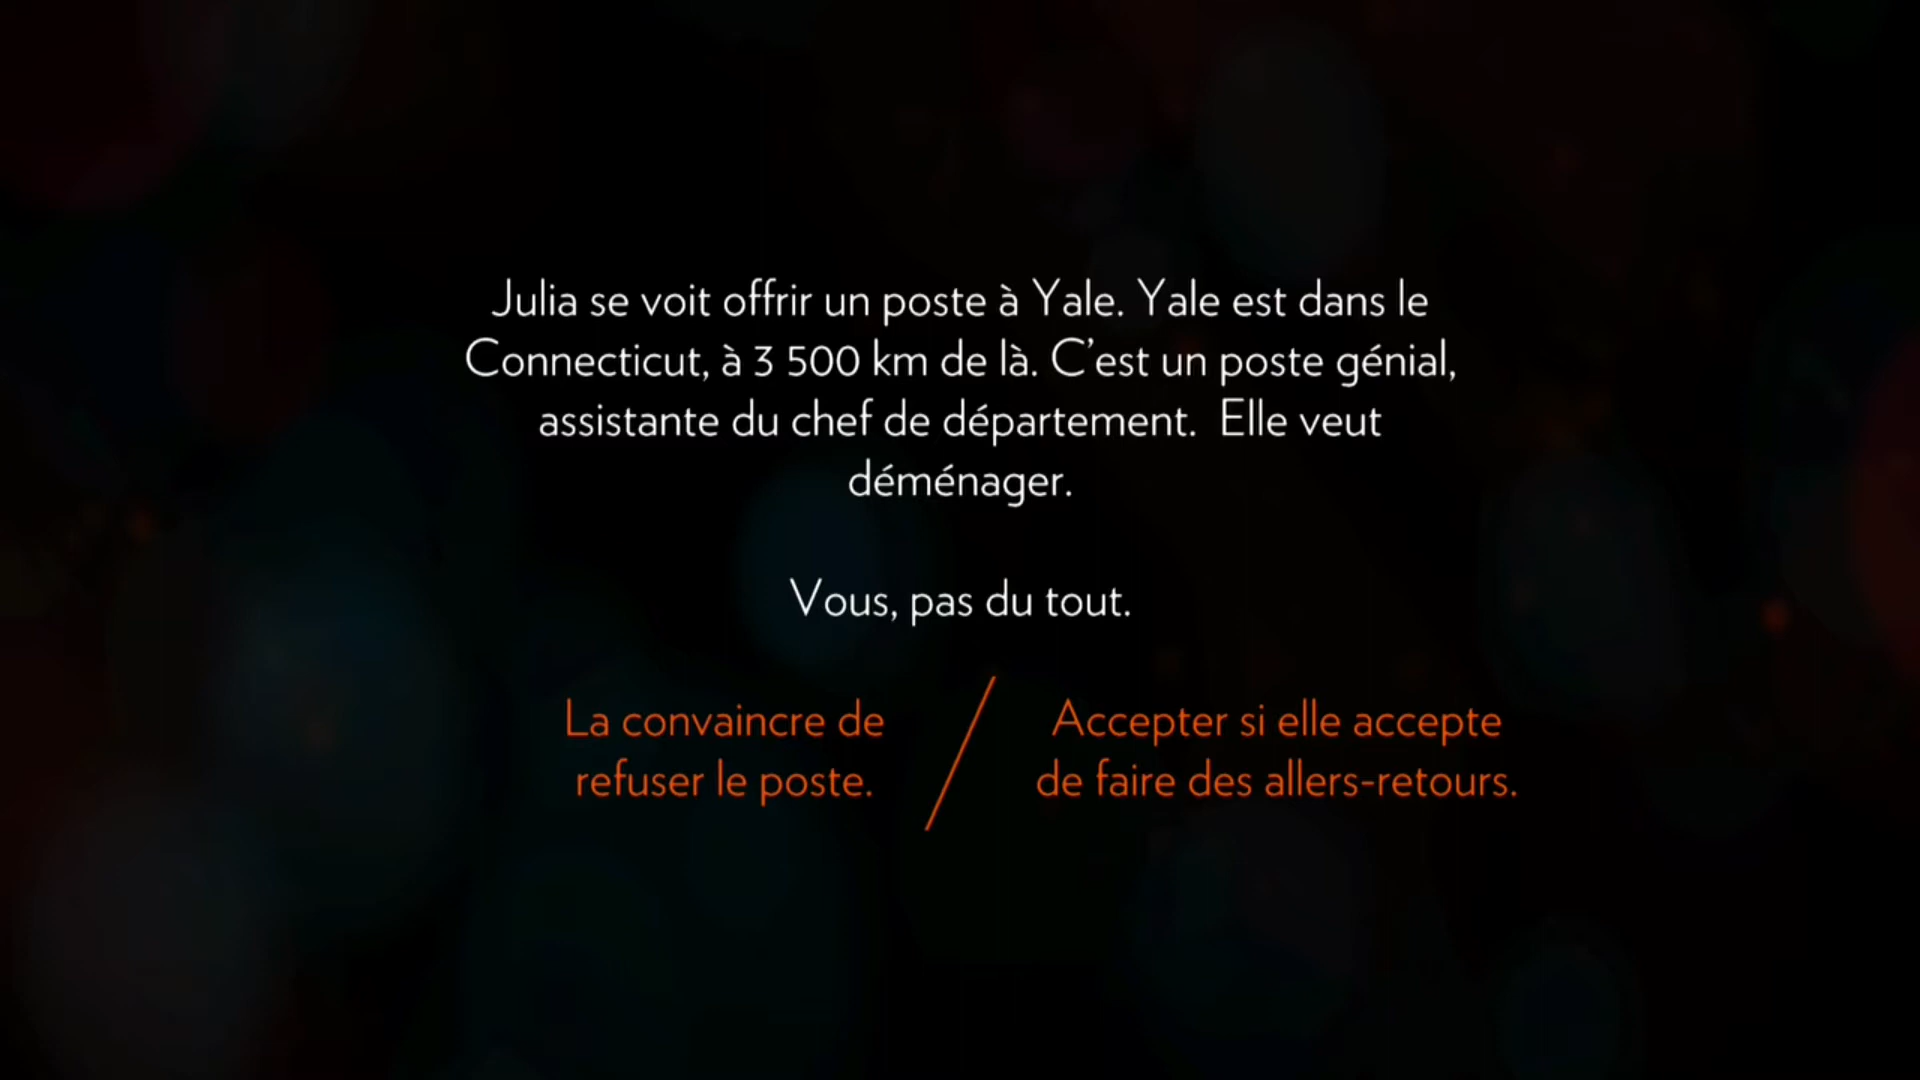 Julia se voit offrir un poste à Yale. Yale est dans le
Connecticut, à 3 500 km de là. C’est un poste génial,
assistante du chef de département.  Elle veut
déménager.
Vous, pas du tout.
La convaincre de
refuser le poste.
Accepter si elle accepte
de faire des allers-retours.